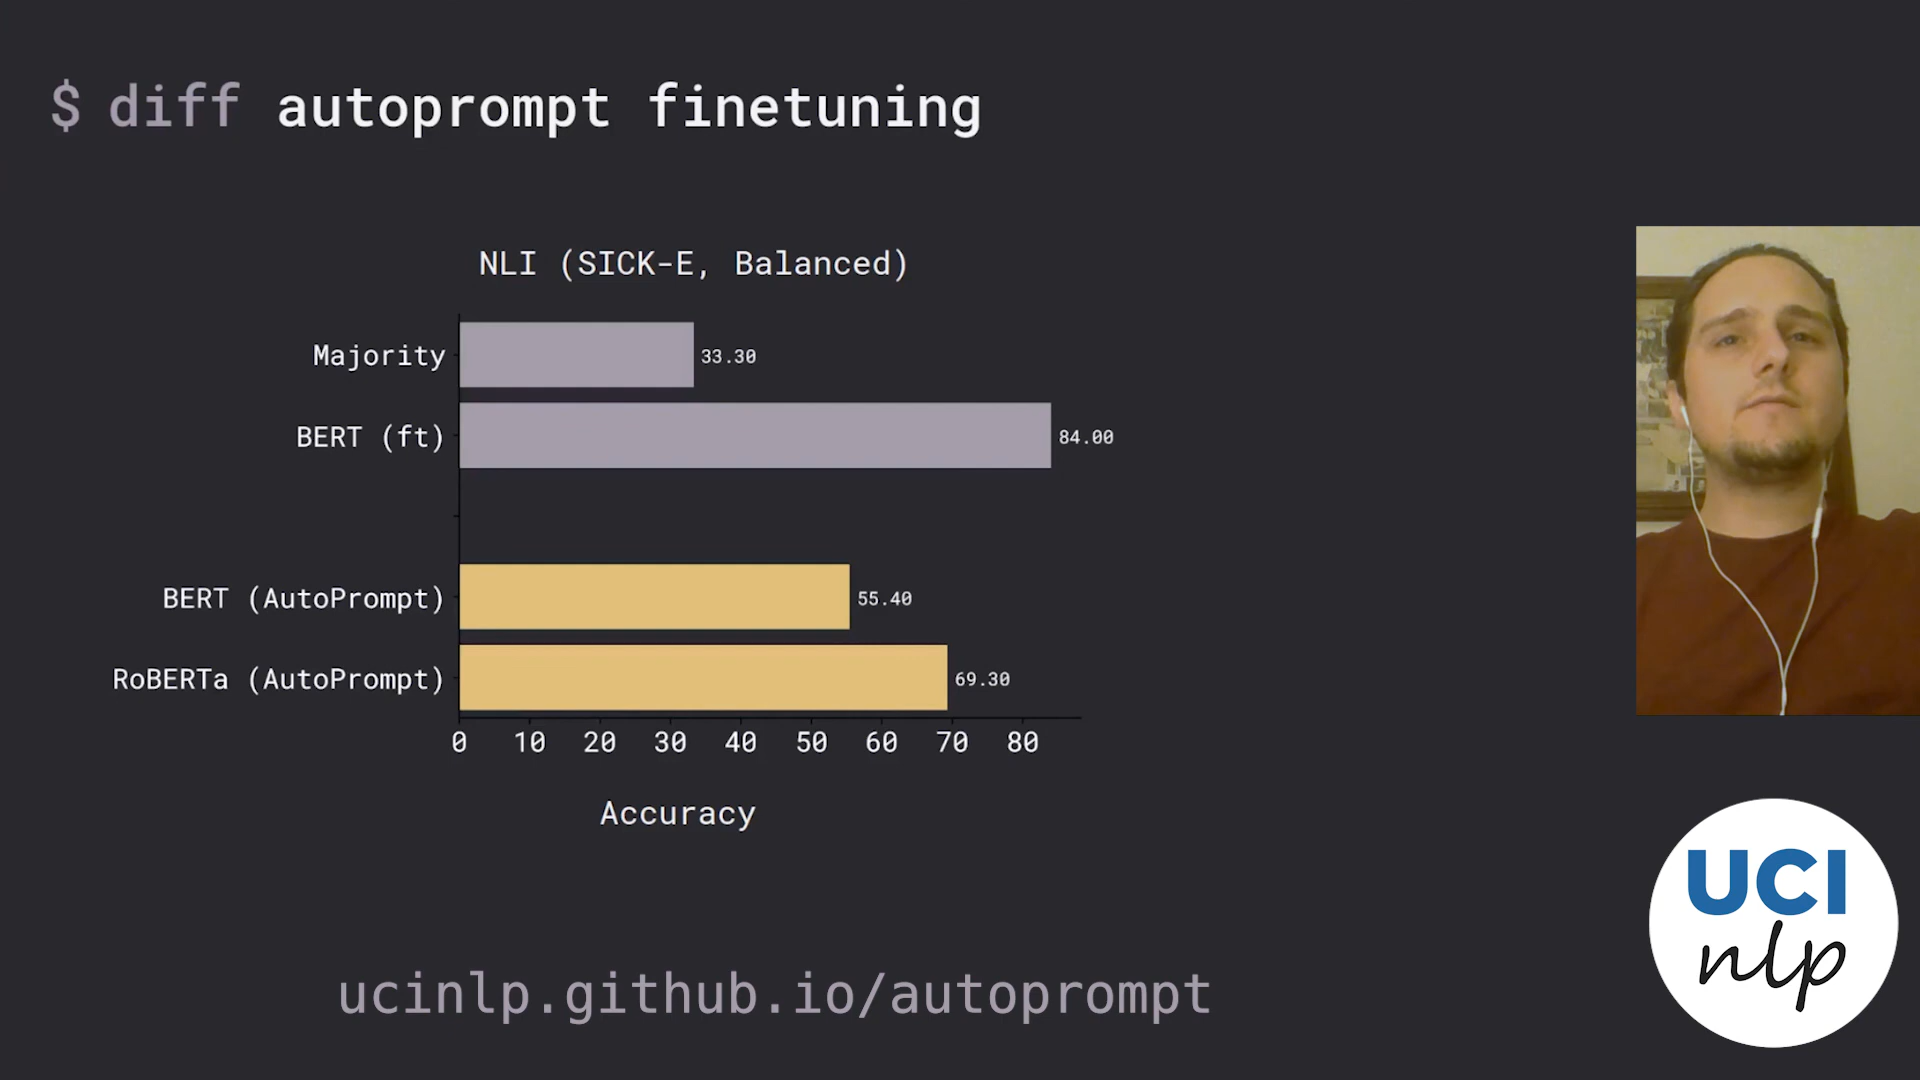 $ diff autoprompt finetuning
NLI (SICK-E, Balanced)
Majority 33.30
BERT (ft) 84.00
BERT (AutoPrompt) 55.40
RoBERTa (AutoPrompt) 69.30
0 10 20 30 40 50 60 70 80
Accuracy
ucinlp.github.io/autoprompt
UCI
nlp